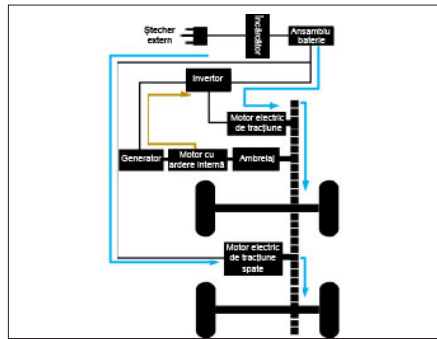 Ștecher
extern
Încărcător
Ansamblu
baterie
Invertor
Motor electric
de tracțiune
Generator
Motor cu
ardere internă
Ambreiaj
Motor electric
de tracțiune
spate